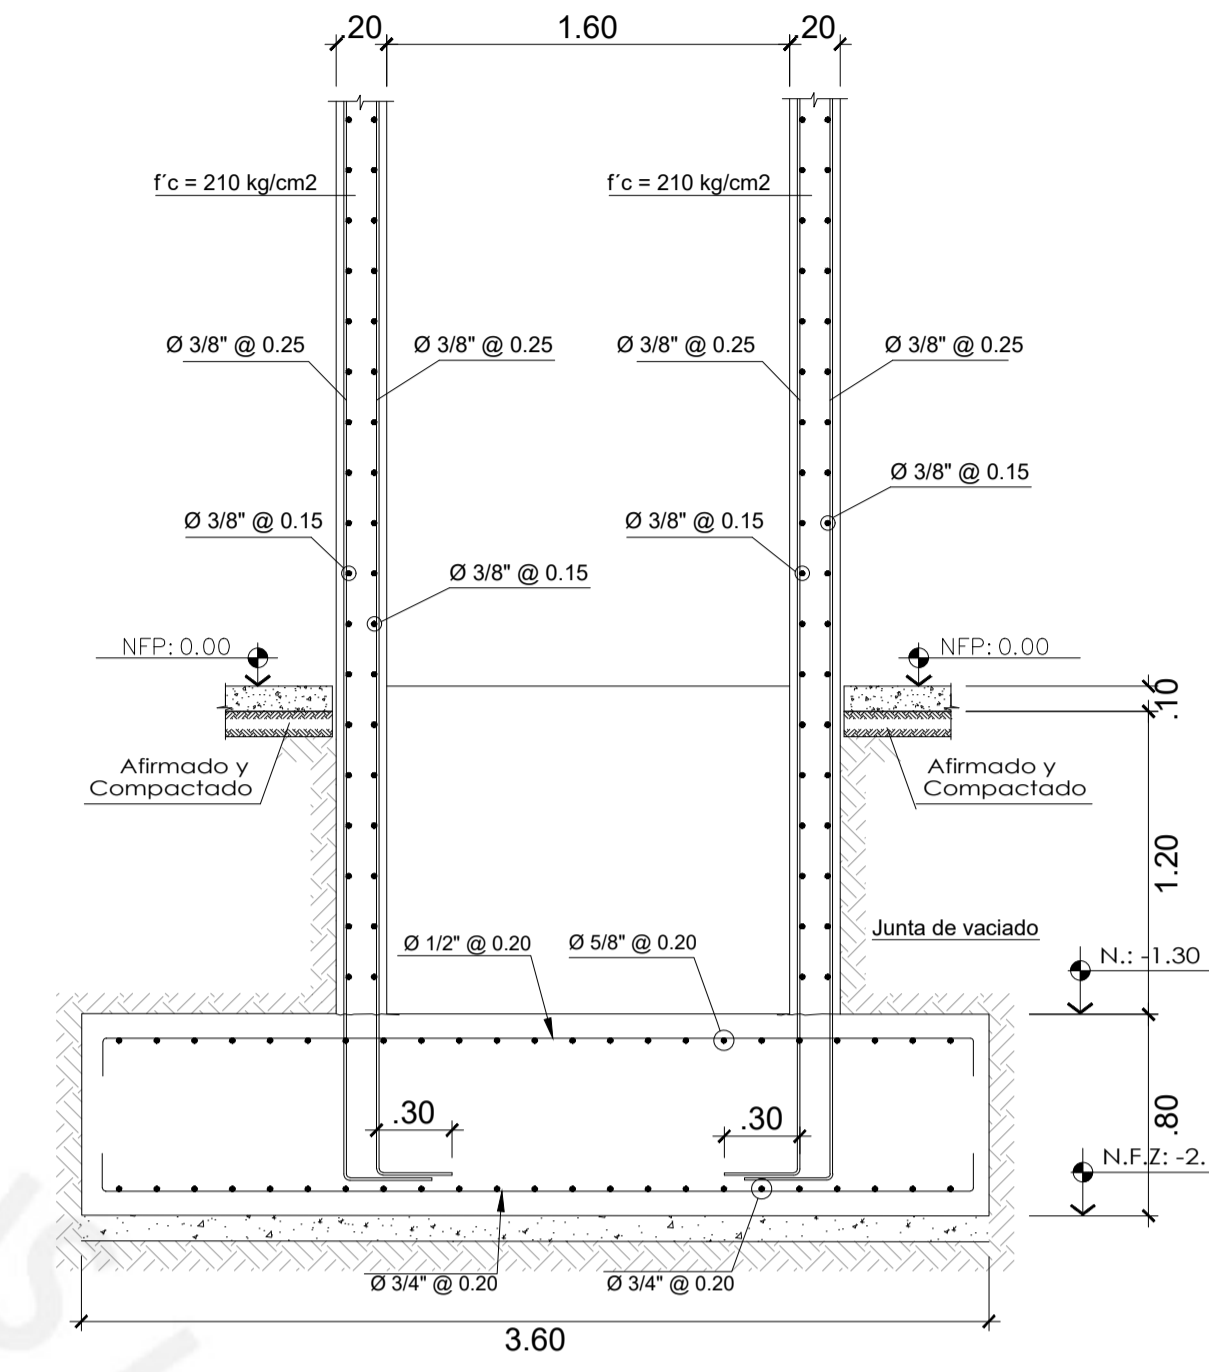 .20 1.60 .20
f´c = 210 kg/cm2 f´c = 210 kg/cm2
Ø 3/8" @ 0.25 Ø 3/8" @ 0.25 Ø 3/8" @ 0.25 Ø 3/8" @ 0.25
Ø 3/8" @ 0.15
Ø 3/8" @ 0.15 Ø 3/8" @ 0.15
Ø 3/8" @ 0.15
NFP: 0.00 NFP: 0.00
.10
Afirmado y
Compactado
Afirmado y
Compactado
1.20
Junta de vaciado
Ø 1/2" @ 0.20 Ø 5/8" @ 0.20
N.: -1.30
.30 .30
.80
N.F.Z: -2.
Ø 3/4" @ 0.20 Ø 3/4" @ 0.20
3.60